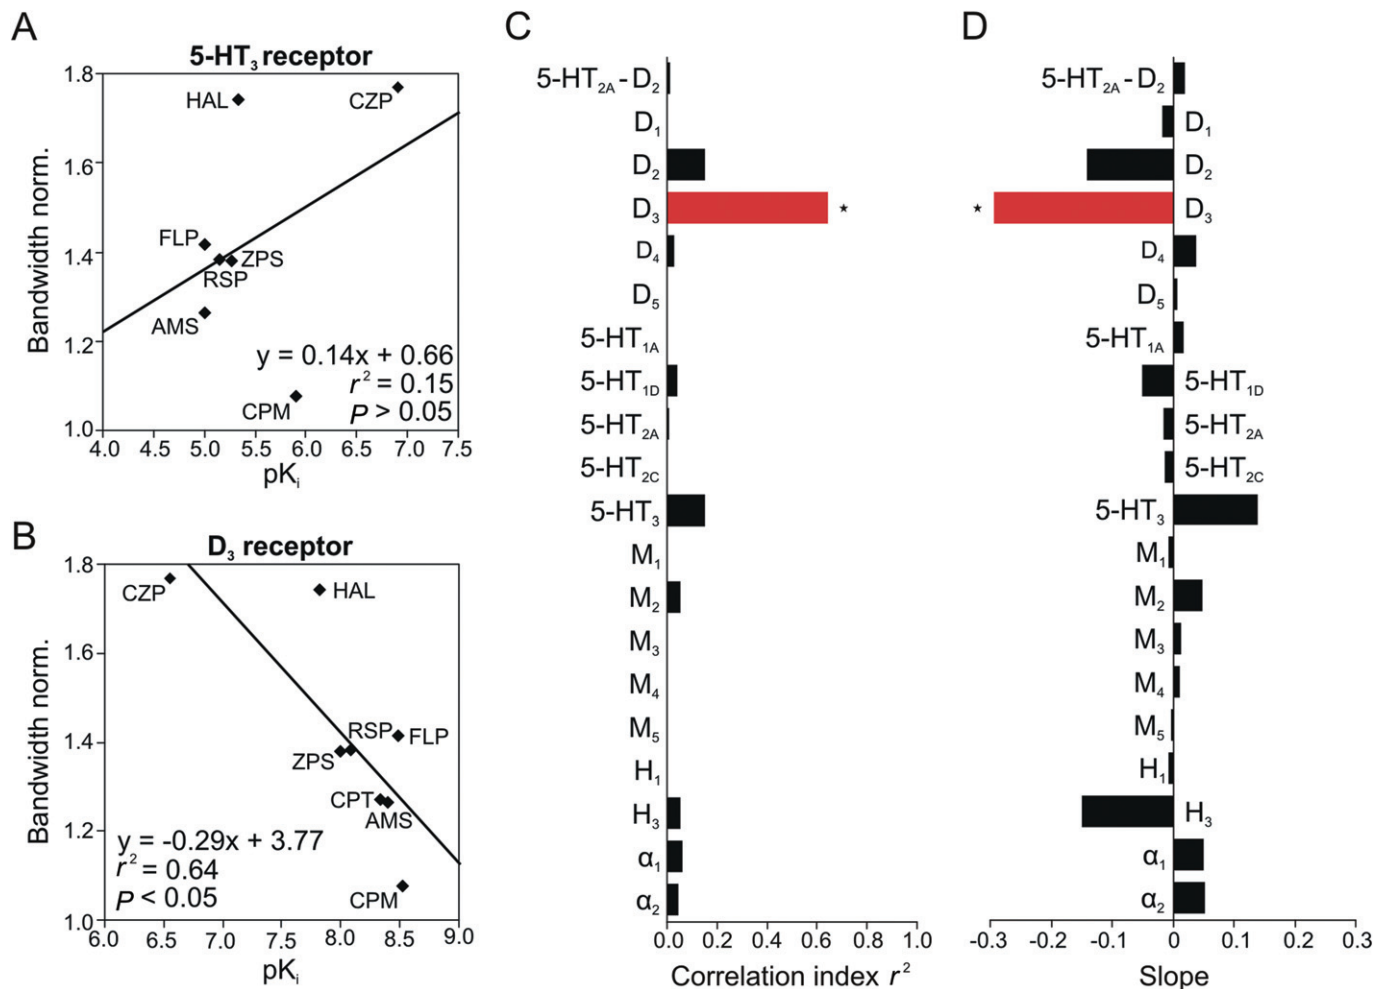 A
5-HT₃ receptor
Bandwidth norm.
1.8
1.6
1.4
1.2
1.0
HAL
CZP
FLP
ZPS
RSP
AMS
CPM
y = 0.14x + 0.66
r² = 0.15
P > 0.05
4.0 4.5 5.0 5.5 6.0 6.5 7.0 7.5
pKᵢ
B
D₃ receptor
Bandwidth norm.
1.8
1.6
1.4
1.2
1.0
CZP
HAL
RSP
FLP
ZPS
CPT
AMS
CPM
y = -0.29x + 3.77
r² = 0.64
P < 0.05
6.0 6.5 7.0 7.5 8.0 8.5 9.0
pKᵢ
C
5-HT₂A - D₂
D₁
D₂
D₃ ★
D₄
D₅
5-HT₁A
5-HT₁D
5-HT₂A
5-HT₂C
5-HT₃
M₁
M₂
M₃
M₄
M₅
H₁
H₃
α₁
α₂
0.0 0.2 0.4 0.6 0.8 1.0
Correlation index r²
D
5-HT₂A - D₂
D₁
D₂
★ D₃
D₄
D₅
5-HT₁A
5-HT₁D
5-HT₂A
5-HT₂C
5-HT₃
M₁
M₂
M₃
M₄
M₅
H₁
H₃
α₁
α₂
-0.3 -0.2 -0.1 0 0.1 0.2 0.3
Slope